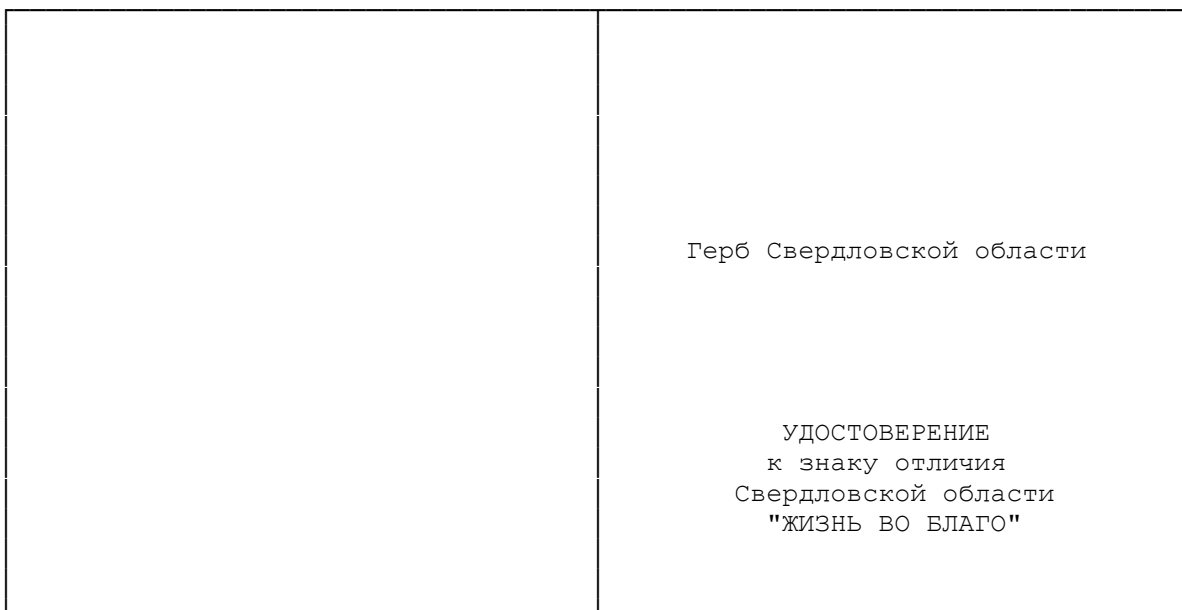 Герб Свердловской области
УДОСТОВЕРЕНИЕ
к знаку отличия
Свердловской области
"ЖИЗНЬ ВО БЛАГО"